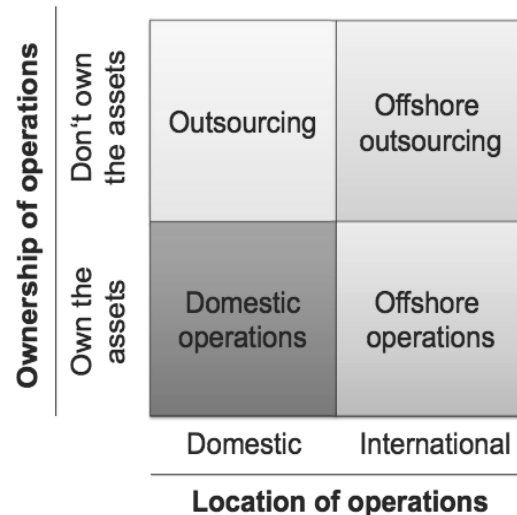 Ownership of operations
Don't own
the assets
Own the
assets
Outsourcing
Offshore
outsourcing
Domestic
operations
Offshore
operations
Domestic
International
Location of operations